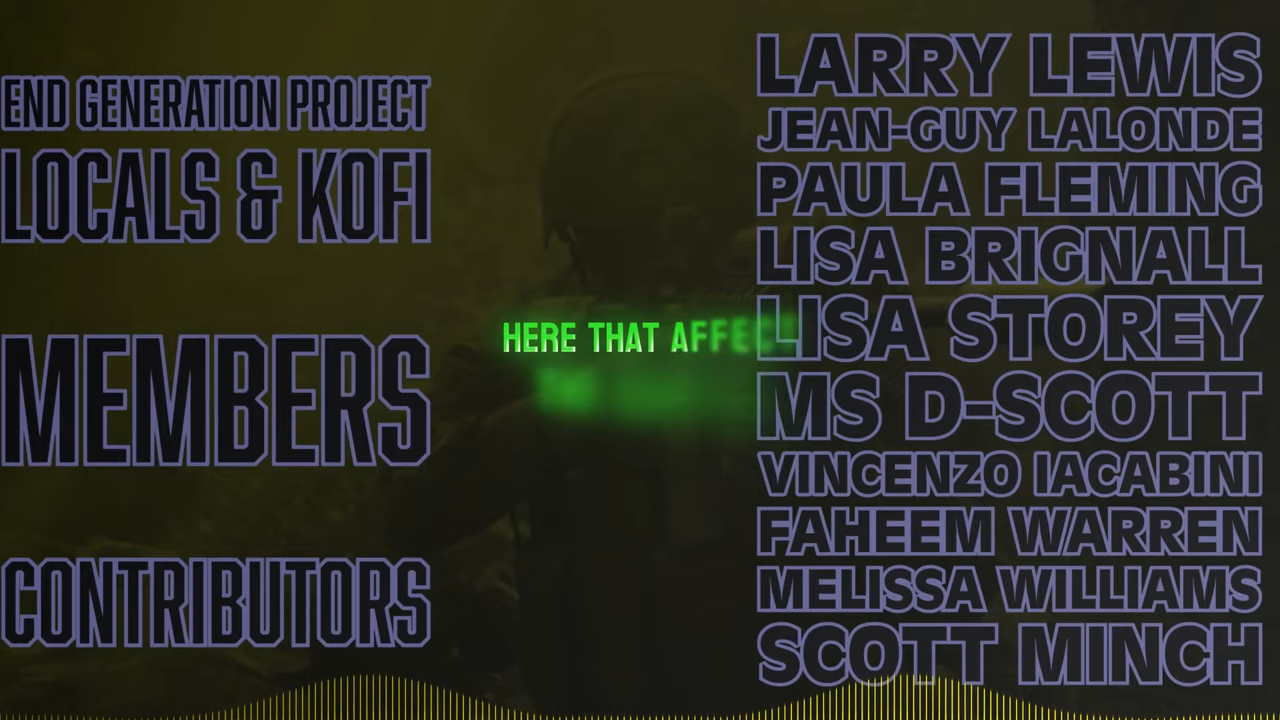 END GENERATION PROJECT
LOCALS & KOFI
MEMBERS
CONTRIBUTORS
HERE THAT AFFECT
LARRY LEWIS
JEAN-GUY LALONDE
PAULA FLEMING
LISA BRIGNALL
LISA STOREY
MS D-SCOTT
VINCENZO IACABINI
FAHEEM WARREN
MELISSA WILLIAMS
SCOTT MINCH